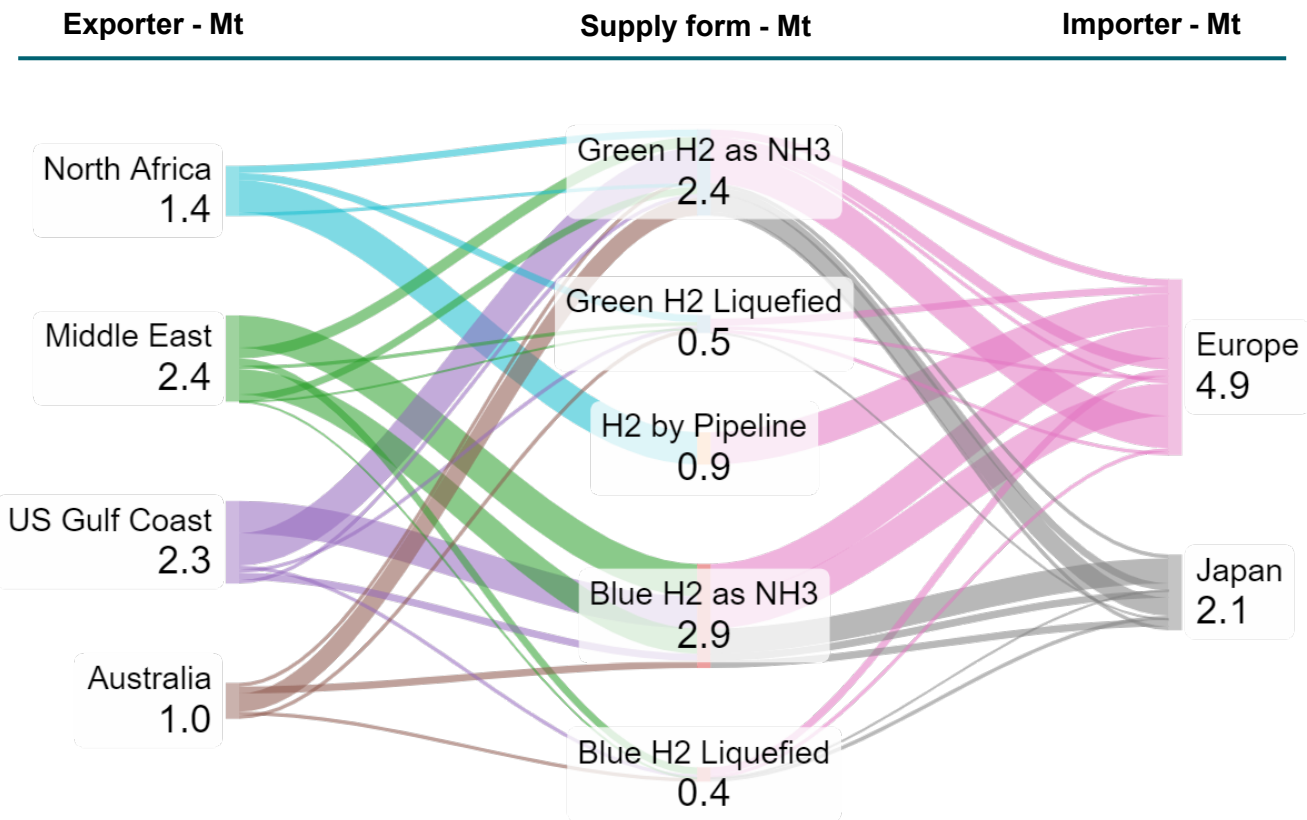 Exporter - Mt
Supply form - Mt
Importer - Mt
North Africa
1.4
Middle East
2.4
US Gulf Coast
2.3
Australia
1.0
Green H2 as NH3
2.4
Green H2 Liquefied
0.5
H2 by Pipeline
0.9
Blue H2 as NH3
2.9
Blue H2 Liquefied
0.4
Europe
4.9
Japan
2.1